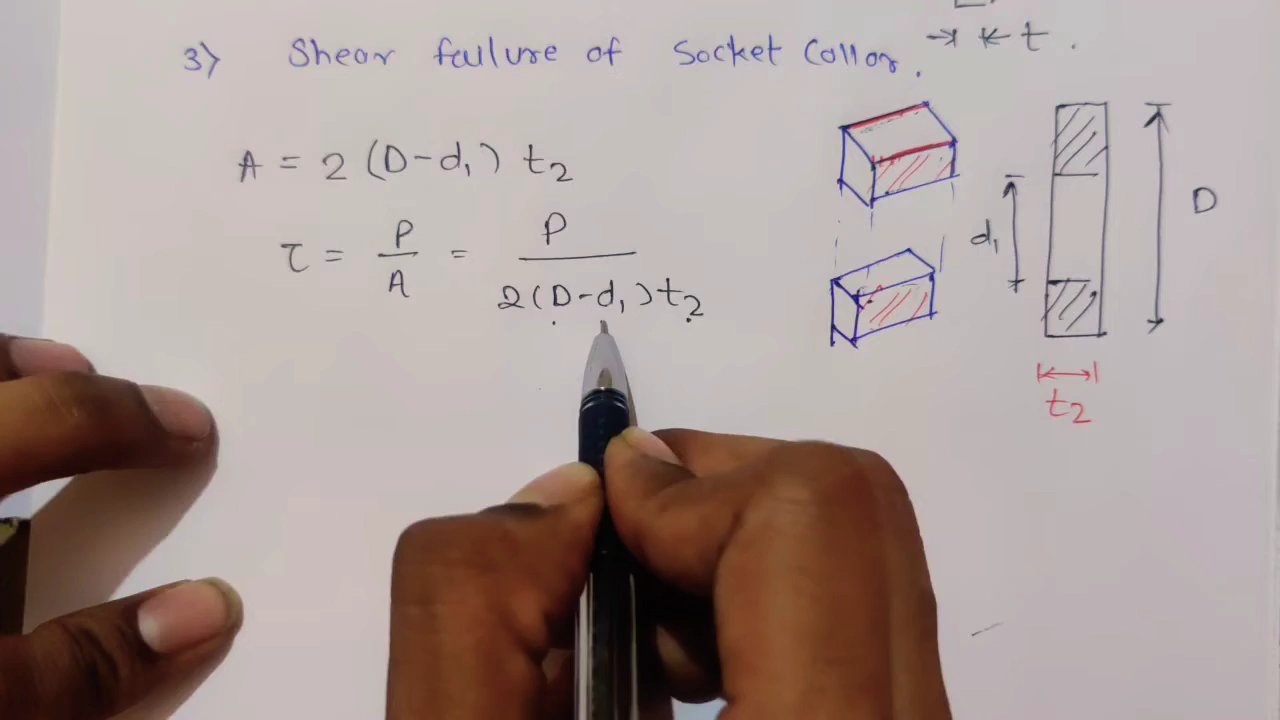 3) Shear failure of Socket Collar. t.
A = 2 (D-d₁) t₂
τ = P/A = P/2(D-d₁)t₂
d₁
D
t₂